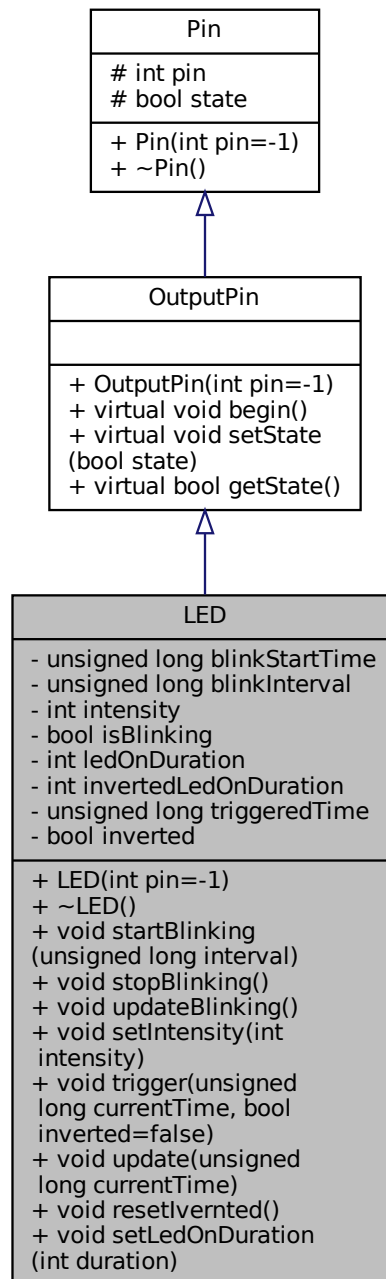 Pin
# int pin
# bool state
+ Pin(int pin=-1)
+ ~Pin()
OutputPin
+ OutputPin(int pin=-1)
+ virtual void begin()
+ virtual void setState
(bool state)
+ virtual bool getState()
LED
- unsigned long blinkStartTime
- unsigned long blinkInterval
- int intensity
- bool isBlinking
- int ledOnDuration
- int invertedLedOnDuration
- unsigned long triggeredTime
- bool inverted
+ LED(int pin=-1)
+ ~LED()
+ void startBlinking
(unsigned long interval)
+ void stopBlinking()
+ void updateBlinking()
+ void setIntensity(int
intensity)
+ void trigger(unsigned
long currentTime, bool
inverted=false)
+ void update(unsigned
long currentTime)
+ void resetIvernted()
+ void setLedOnDuration
(int duration)